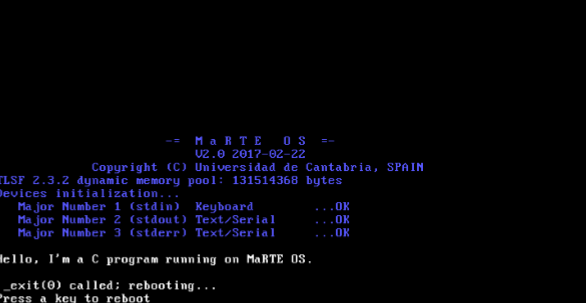 -= M a R T E   O S =-
V2.0 2017-02-22
Copyright (C) Universidad de Cantabria, SPAIN
TLSF 2.3.2 dynamic memory pool: 131514368 bytes
Devices initialization...
Major Number 1 (stdin) Keyboard ...OK
Major Number 2 (stdout) Text/Serial ...OK
Major Number 3 (stderr) Text/Serial ...OK
Hello, I'm a C program running on MaRTE OS.
_exit(0) called; rebooting...
Press a key to reboot